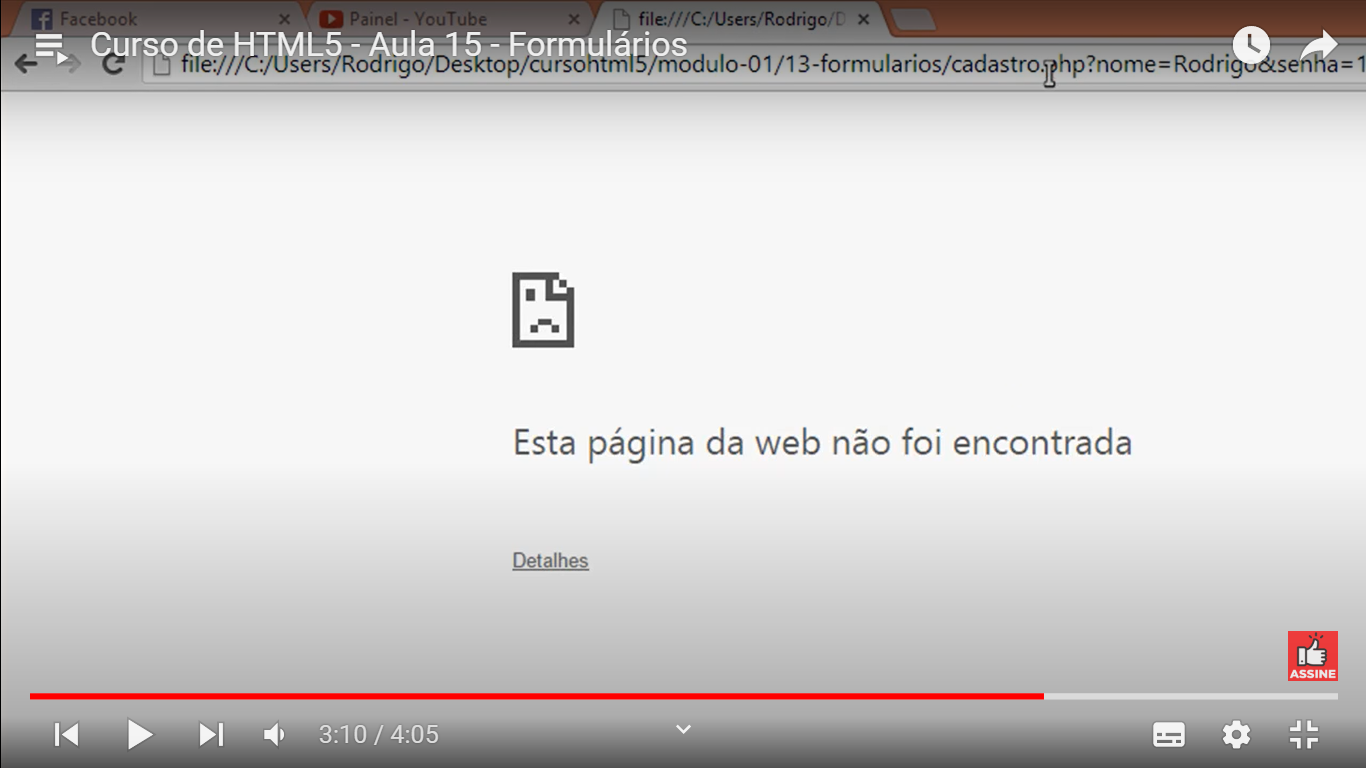 Facebook
Painel - YouTube
file:///C:/Users/Rodrigo/D
Curso de HTML5 - Aula 15 - Formulários
file:///C:/Users/Rodrigo/Desktop/cursohtml5/modulo-01/13-formularios/cadastro.php?nome=Rodrigo&senha=1
Esta página da web não foi encontrada
Detalhes
ASSINE
3:10 / 4:05